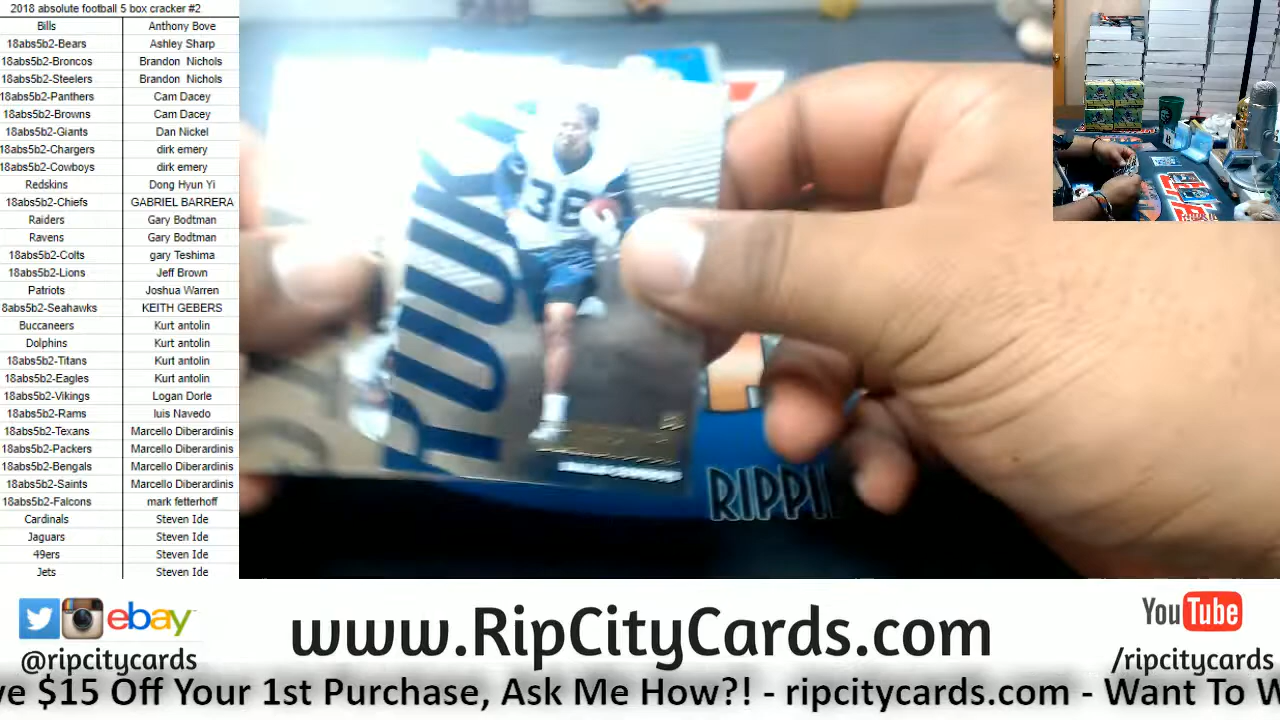 2018 absolute football 5 box cracker #2
Bills Anthony Bove
18abs5b2-Bears Ashley Sharp
18abs5b2-Broncos Brandon Nichols
18abs5b2-Steelers Brandon Nichols
18abs5b2-Panthers Cam Dacey
18abs5b2-Browns Cam Dacey
18abs5b2-Giants Dan Nickel
18abs5b2-Chargers dirk emery
18abs5b2-Cowboys dirk emery
Redskins Dong Hyun Yi
18abs5b2-Chiefs GABRIEL BARRERA
Raiders Gary Bodtman
Ravens Gary Bodtman
18abs5b2-Colts gary Teshima
18abs5b2-Lions Jeff Brown
Patriots Joshua Warren
8abs5b2-Seahawks KEITH GEBERS
Buccaneers Kurt antolin
Dolphins Kurt antolin
18abs5b2-Titans Kurt antolin
18abs5b2-Eagles Kurt antolin
18abs5b2-Vikings Logan Dorle
18abs5b2-Rams luis Navedo
18abs5b2-Texans Marcello Diberardinis
18abs5b2-Packers Marcello Diberardinis
18abs5b2-Bengals Marcello Diberardinis
18abs5b2-Saints Marcello Diberardinis
18abs5b2-Falcons mark fetterhoff
Cardinals Steven Ide
Jaguars Steven Ide
49ers Steven Ide
Jets Steven Ide
36
RIPPI
ebay
@ripcitycards
www.RipCityCards.com
YouTube
/ripcitycards
ve $15 Off Your 1st Purchase, Ask Me How?! - ripcitycards.com - Want To W